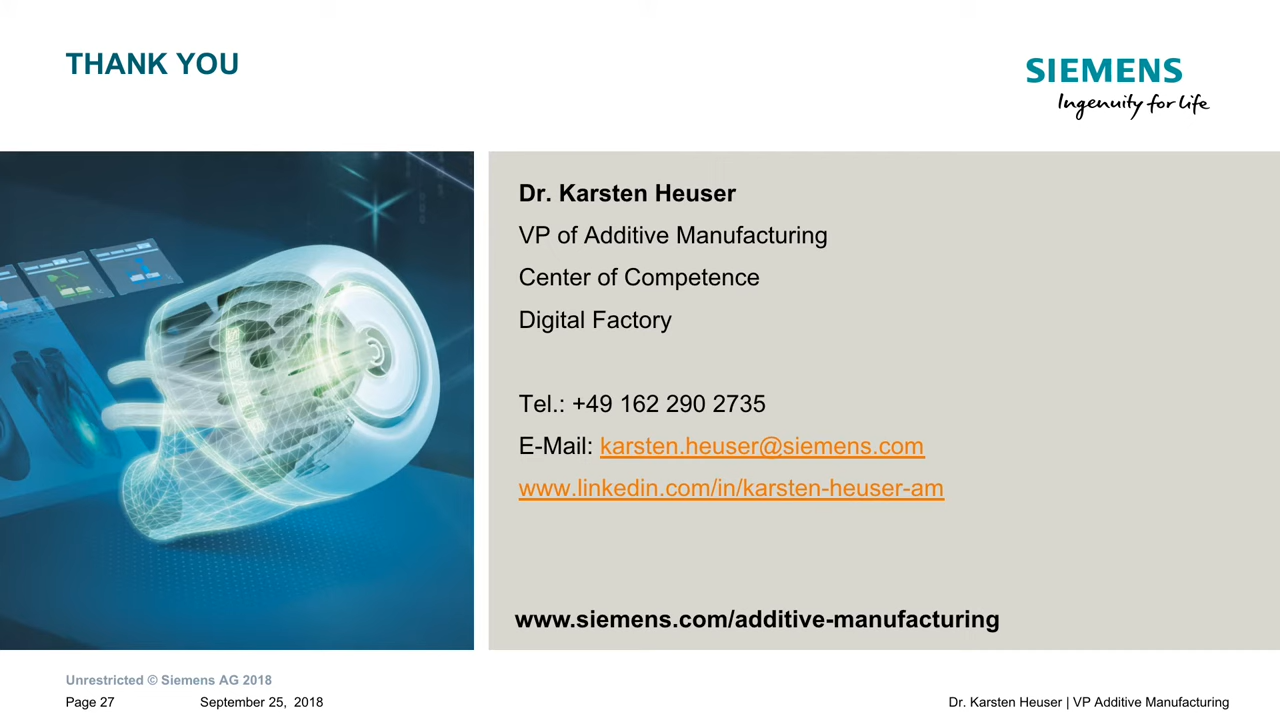 THANK YOU
SIEMENS
Ingenuity for life
Dr. Karsten Heuser
VP of Additive Manufacturing
Center of Competence
Digital Factory
Tel.: +49 162 290 2735
E-Mail: karsten.heuser@siemens.com
www.linkedin.com/in/karsten-heuser-am
www.siemens.com/additive-manufacturing
Unrestricted © Siemens AG 2018
Page 27 September 25, 2018 Dr. Karsten Heuser | VP Additive Manufacturing